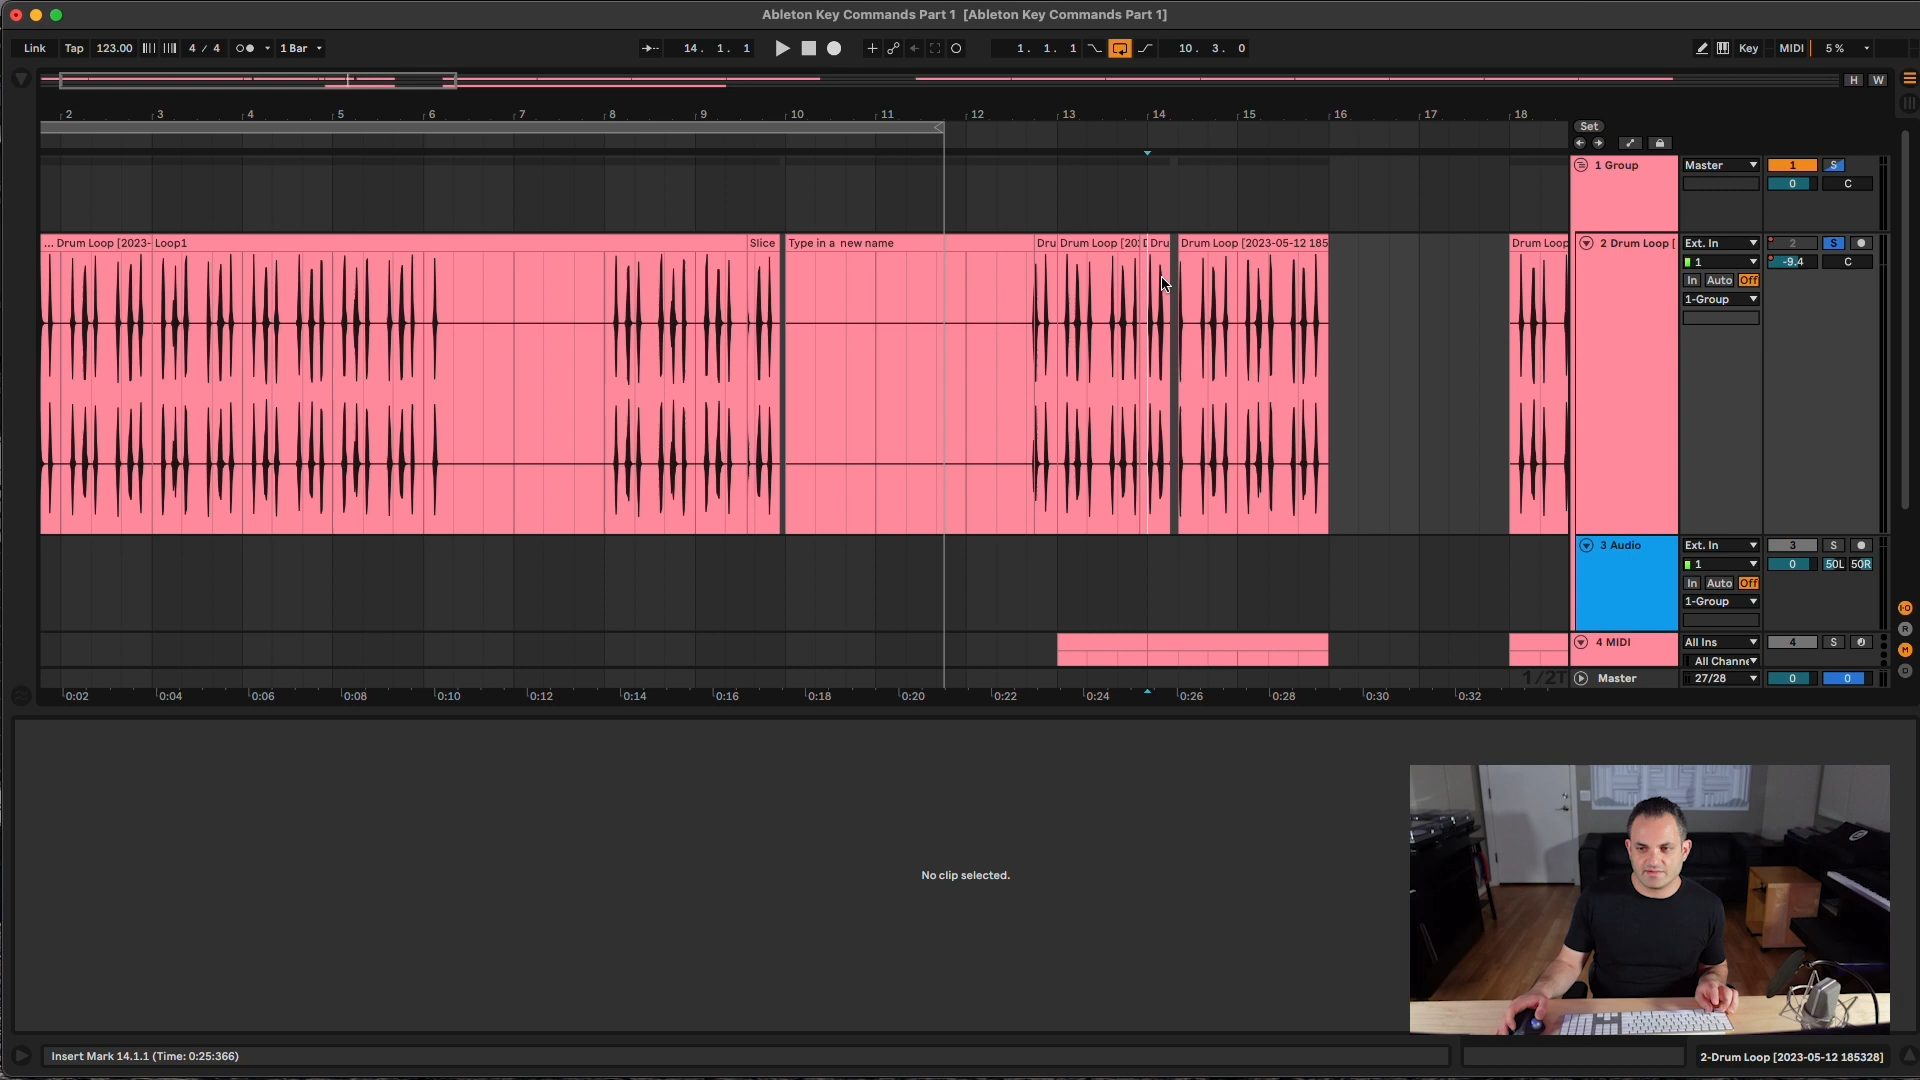 Ableton Key Commands Part 1 [Ableton Key Commands Part 1]
Link Tap 123.00 4 / 4 1 Bar 14. 1. 1 1. 1. 1 10. 3. 0 Key MIDI 5 %
H W
2 3 4 5 6 7 8 9 10 11 12 13 14 15 16 17 18
Set
1 Group Master 1 S
0 C
... Drum Loop [2023- Loop1 Slice Type in a new name Dru Drum Loop [20: Dru Drum Loop [2023-05-12 185 Drum Loop 2 Drum Loop [ Ext. In 2 S
1 -9.4 C
In Auto Off
1-Group
3 Audio Ext. In 3 S
1 0 50L 50R
In Auto Off
1-Group
4 MIDI All Ins 4 S
All Channe
1/2T Master 27/28 0 0
0:02 0:04 0:06 0:08 0:10 0:12 0:14 0:16 0:18 0:20 0:22 0:24 0:26 0:28 0:30 0:32
No clip selected.
Insert Mark 14.1.1 (Time: 0:25:366) 2-Drum Loop [2023-05-12 185328]